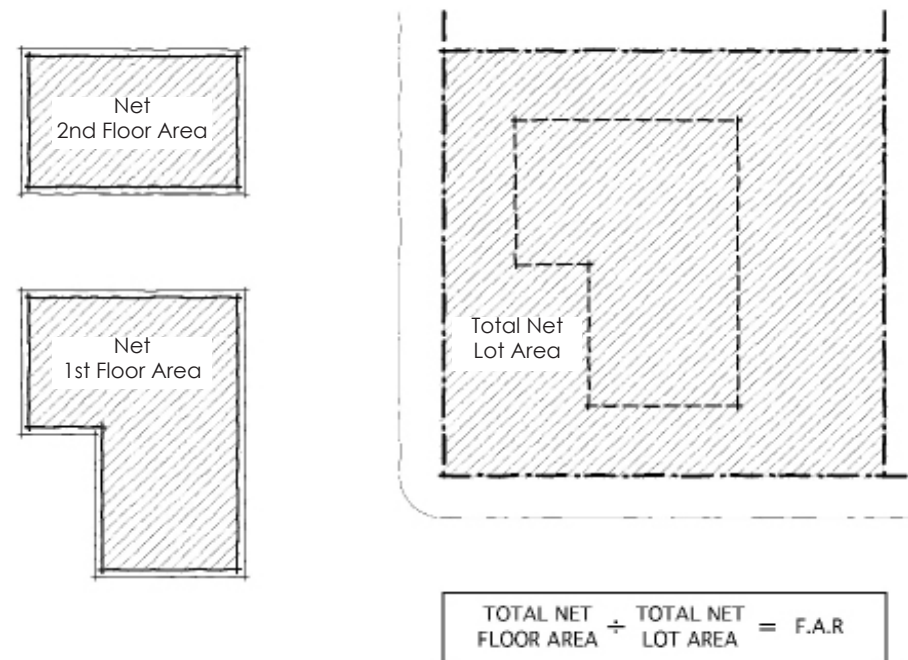 Net
2nd Floor Area
Net
1st Floor Area
Total Net
Lot Area
TOTAL NET ÷ TOTAL NET = F.A.R
FLOOR AREA LOT AREA